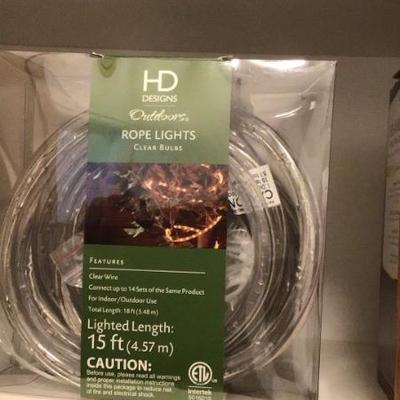 HD
DESIGNS
Outdoors®
ROPE LIGHTS
CLEAR BULBS
FEATURES
Clear Wire
Connect up to 14 Sets of the Same Product
For Indoor/Outdoor Use
Total Length: 18 ft (5.48 m)
Lighted Length:
15 ft (4.57 m)
CAUTION:
Before use, please read all warnings
and proper installation instructions
inside this package to reduce risk
of fire and electrical shock.
ETL
US
Intertek